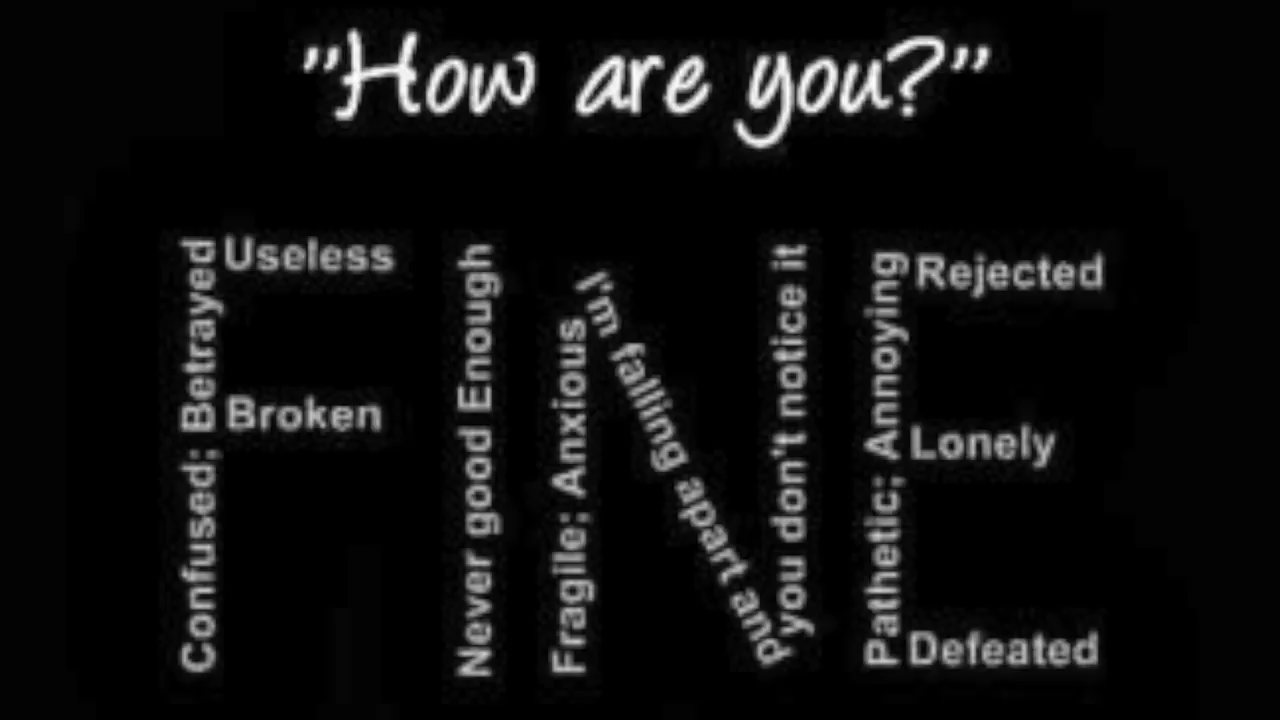 "How are you?"
Confused; Betrayed
Useless
Broken
Never good Enough
Fragile; Anxious
I'm falling apart and
you don't notice it
Pathetic; Annoying
Rejected
Lonely
Defeated